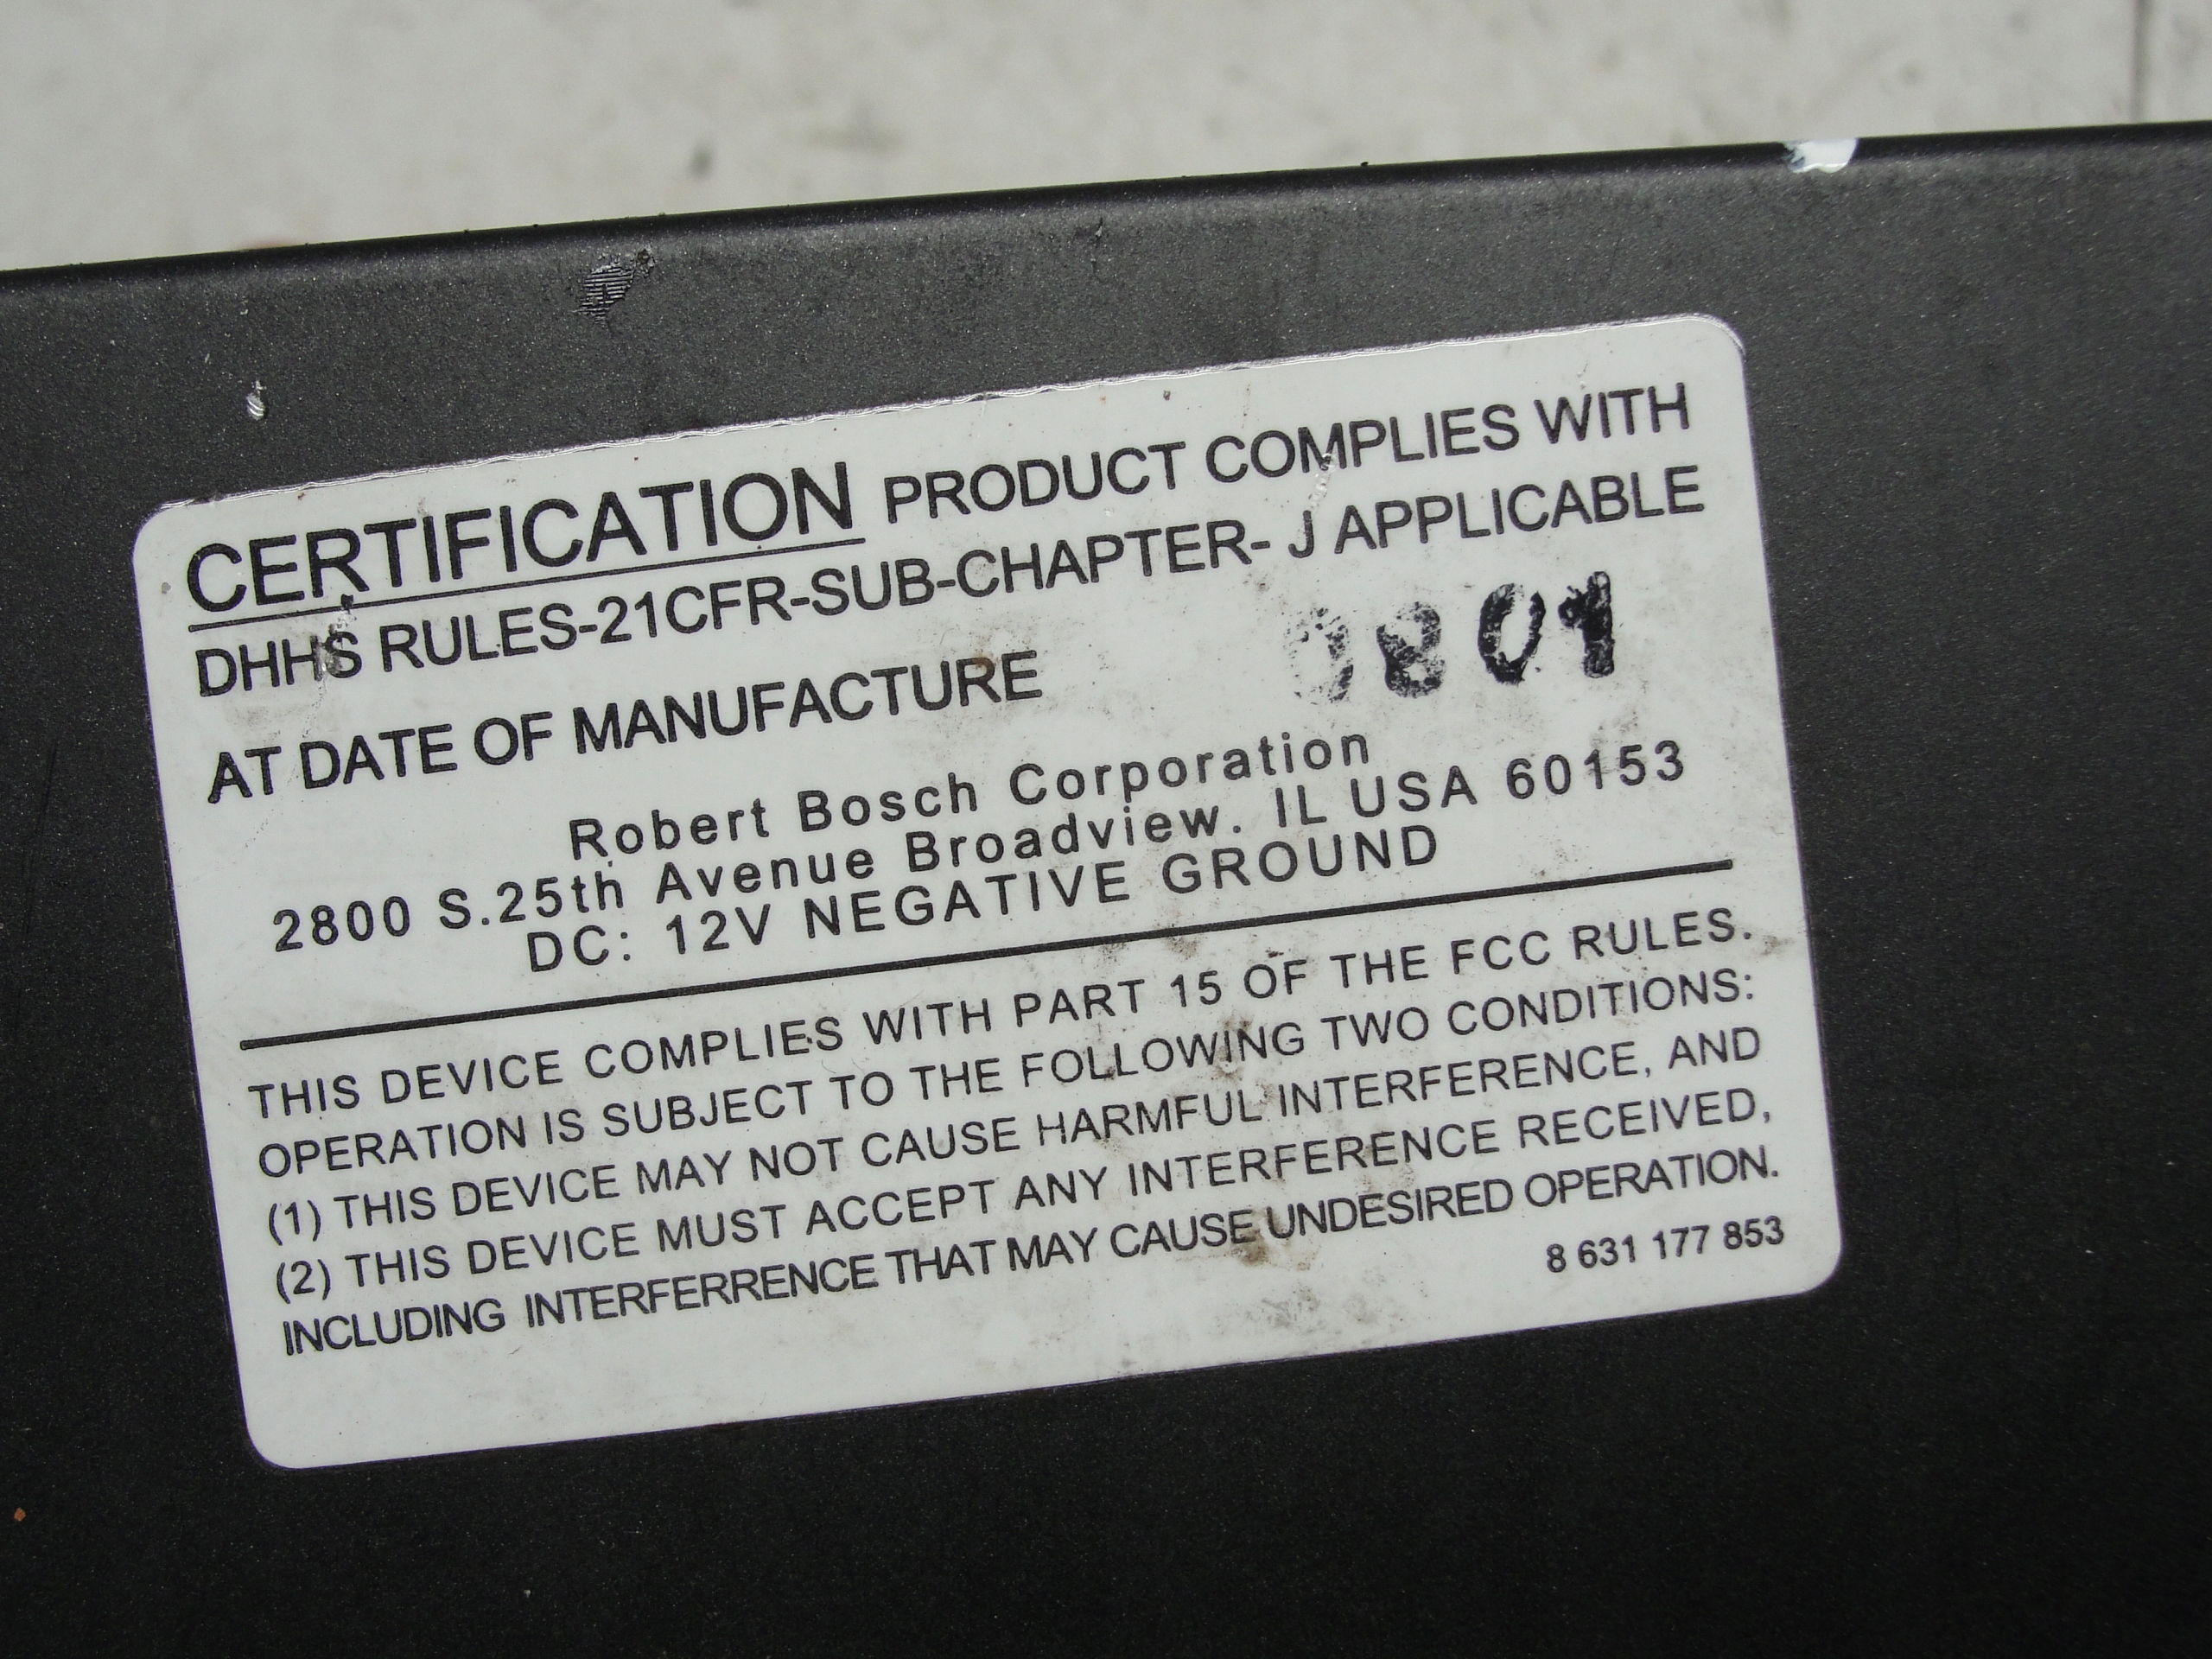 CERTIFICATION PRODUCT COMPLIES WITH
DHHS RULES-21CFR-SUB-CHAPTER- J APPLICABLE
AT DATE OF MANUFACTURE 0801
Robert Bosch Corporation
2800 S.25th Avenue Broadview. IL USA 60153
DC: 12V NEGATIVE GROUND
THIS DEVICE COMPLIES WITH PART 15 OF THE FCC RULES.
OPERATION IS SUBJECT TO THE FOLLOWING TWO CONDITIONS:
(1) THIS DEVICE MAY NOT CAUSE HARMFUL INTERFERENCE, AND
(2) THIS DEVICE MUST ACCEPT ANY INTERFERENCE RECEIVED,
INCLUDING INTERFERRENCE THAT MAY CAUSE UNDESIRED OPERATION.
8 631 177 853